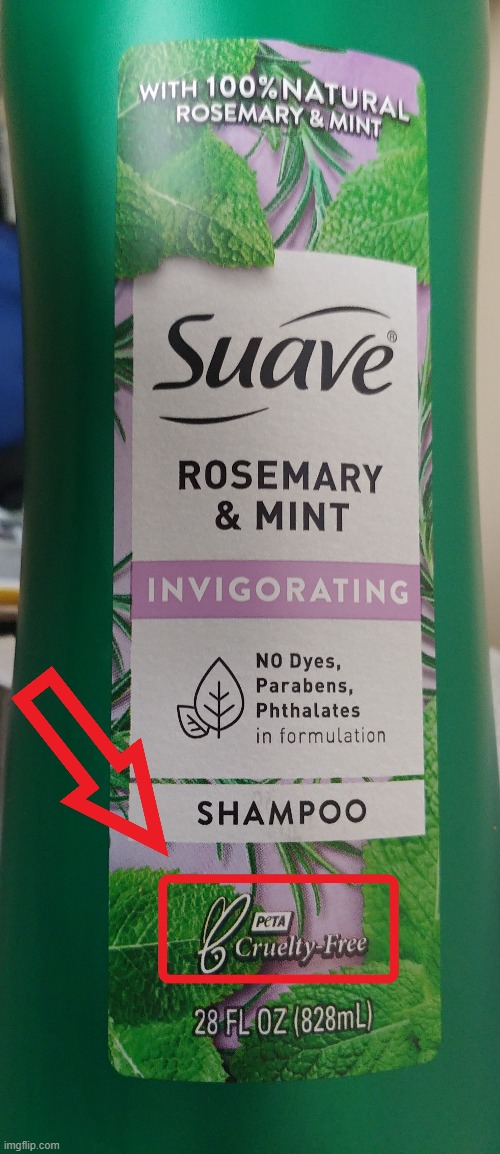 WITH 100% NATURAL
ROSEMARY & MINT
Suave®
ROSEMARY
& MINT
INVIGORATING
NO Dyes,
Parabens,
Phthalates
in formulation
SHAMPOO
PeTA
Cruelty-Free
28 FL OZ (828mL)
imgflip.com